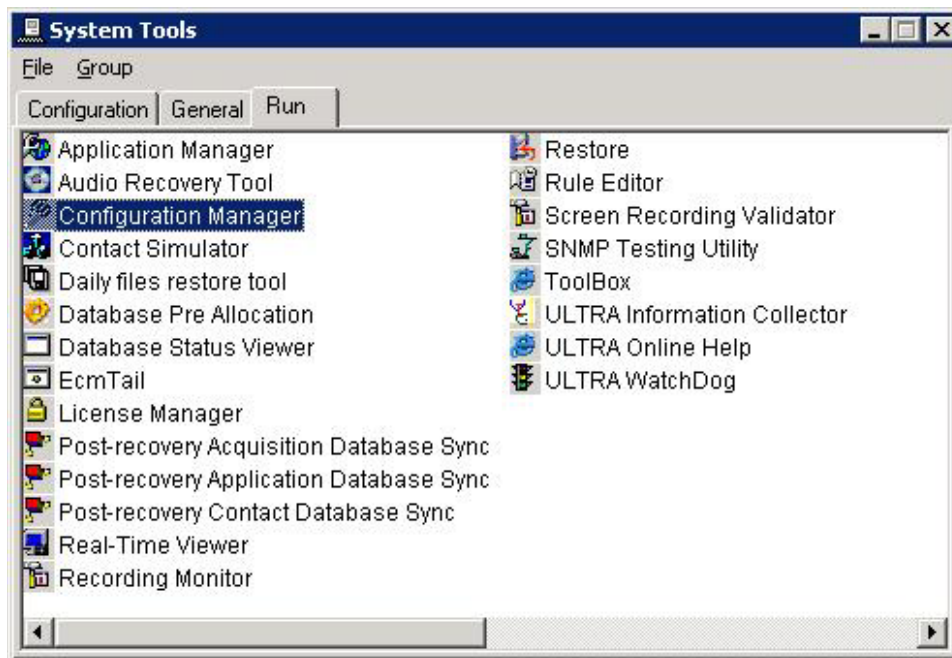 System Tools
File Group
Configuration General Run
Application Manager
Audio Recovery Tool
Configuration Manager
Contact Simulator
Daily files restore tool
Database Pre Allocation
Database Status Viewer
EcmTail
License Manager
Post-recovery Acquisition Database Sync
Post-recovery Application Database Sync
Post-recovery Contact Database Sync
Real-Time Viewer
Recording Monitor
Restore
Rule Editor
Screen Recording Validator
SNMP Testing Utility
ToolBox
ULTRA Information Collector
ULTRA Online Help
ULTRA WatchDog